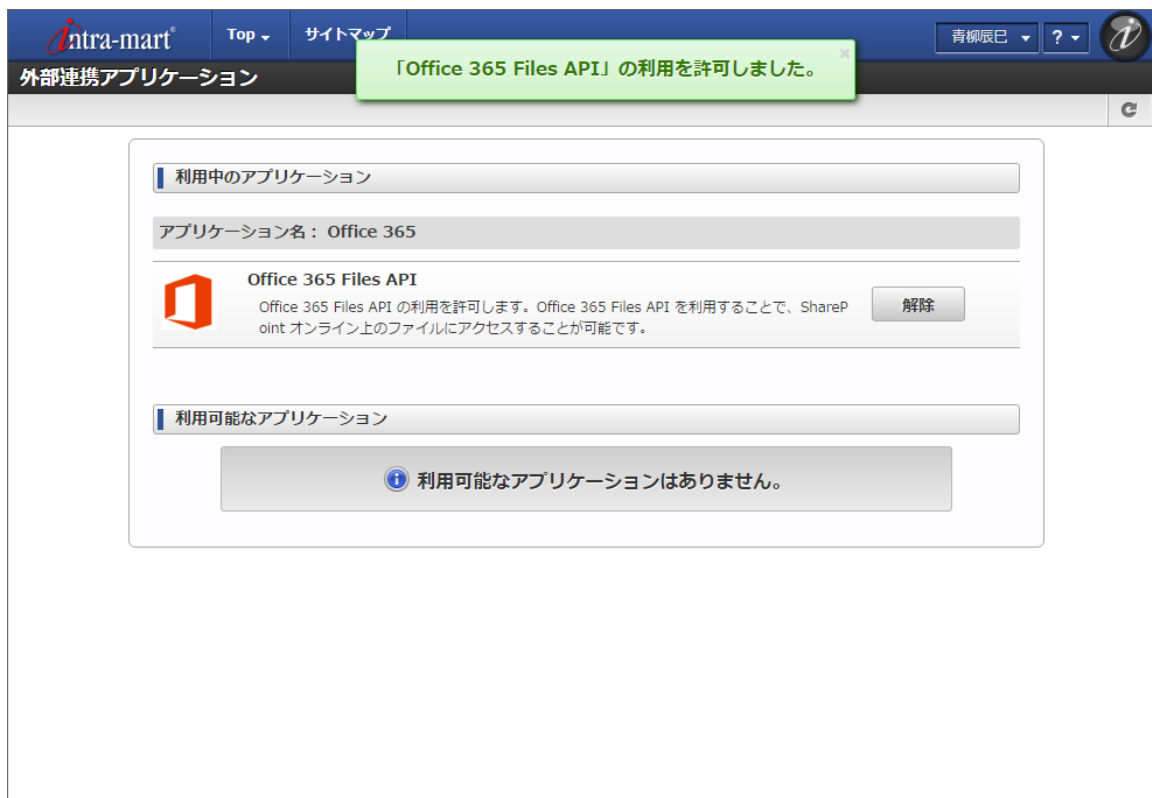 intra-mart® Top サイトマップ 青柳辰巳 ?
外部連携アプリケーション
「Office 365 Files API」の利用を許可しました。 ×
利用中のアプリケーション
アプリケーション名: Office 365
Office 365 Files API
Office 365 Files API の利用を許可します。Office 365 Files API を利用することで、ShareP
oint オンライン上のファイルにアクセスすることが可能です。
解除
利用可能なアプリケーション
利用可能なアプリケーションはありません。